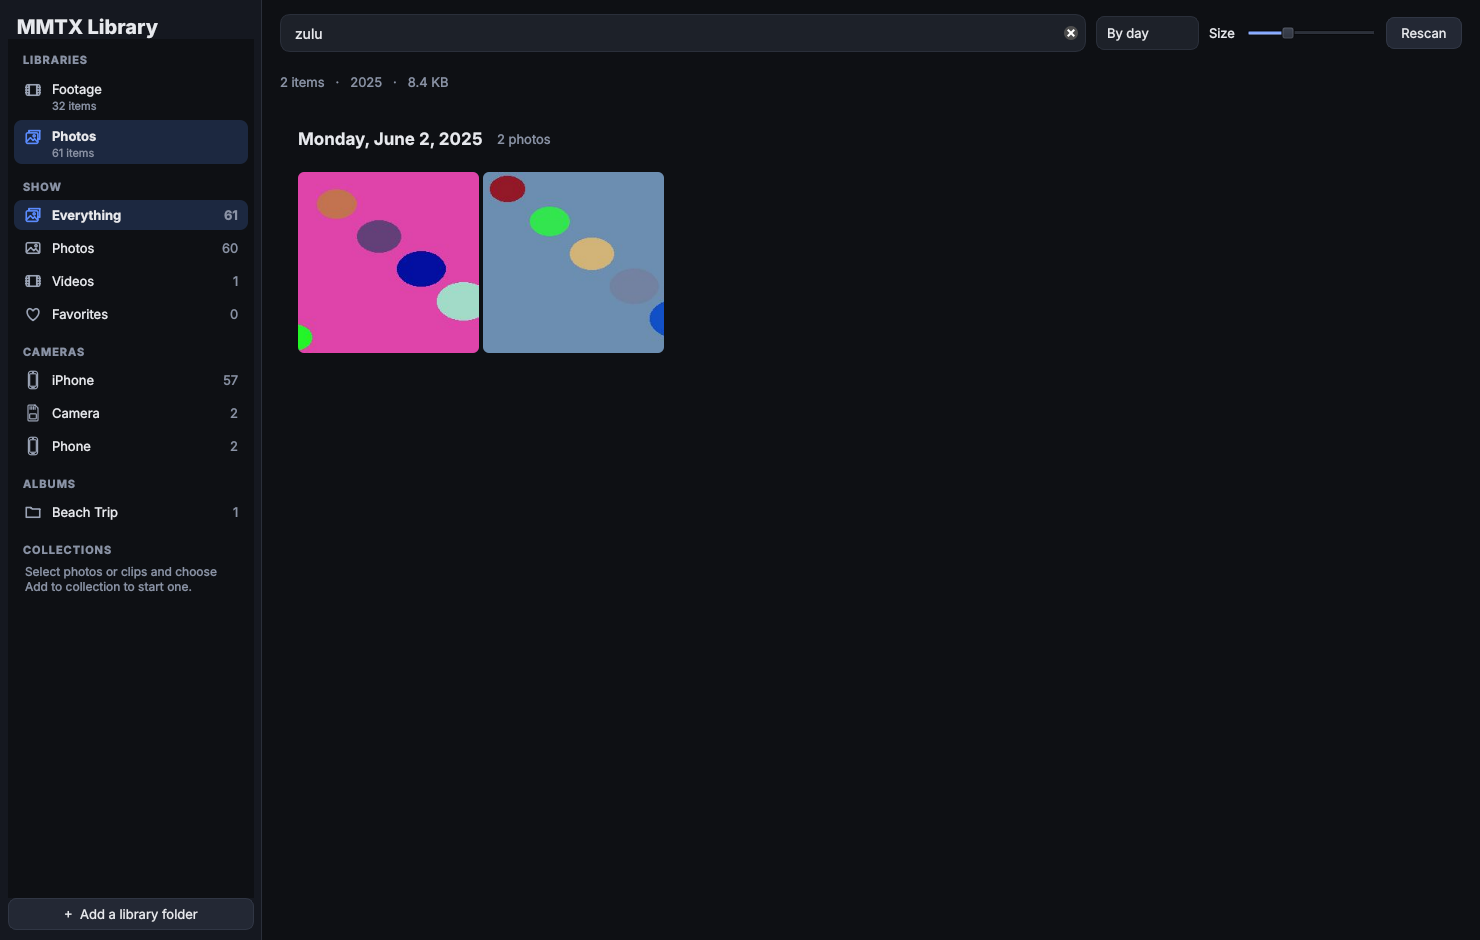 MMTX Library
LIBRARIES
Footage
32 items
Photos
61 items
SHOW
Everything 61
Photos 60
Videos 1
Favorites 0
CAMERAS
iPhone 57
Camera 2
Phone 2
ALBUMS
Beach Trip 1
COLLECTIONS
Select photos or clips and choose
Add to collection to start one.
+ Add a library folder
zulu
By day
Size
Rescan
2 items · 2025 · 8.4 KB
Monday, June 2, 2025 2 photos